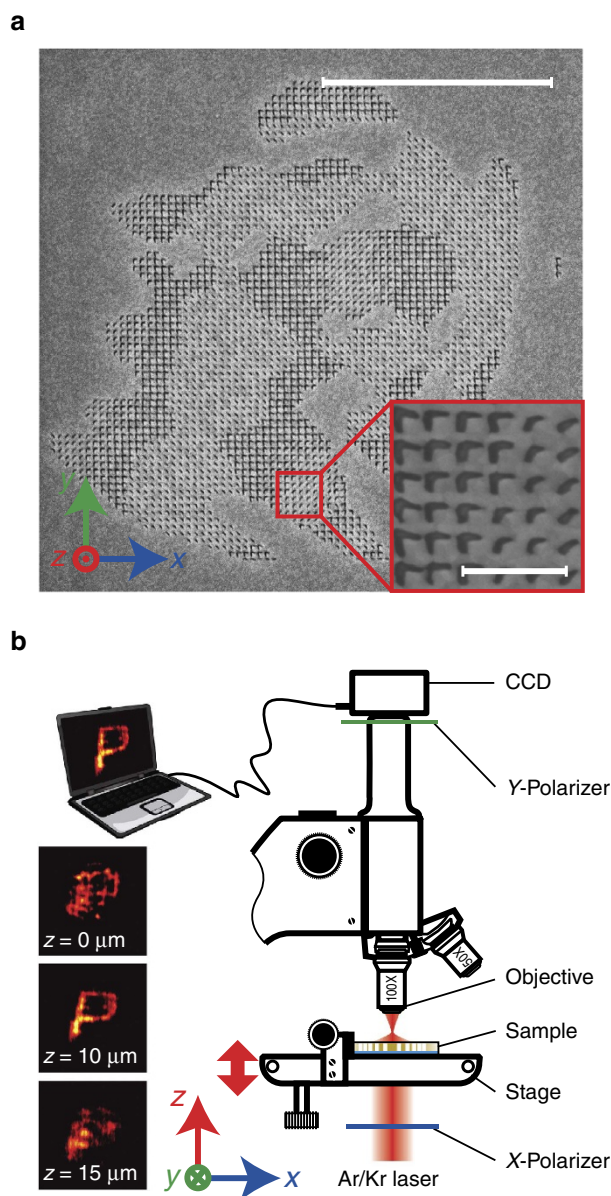 a
y
z
x
b
CCD
Y-Polarizer
z = 0 μm
50X
100X
Objective
z = 10 μm
Sample
Stage
z
z = 15 μm
y
x
Ar/Kr laser
X-Polarizer
P